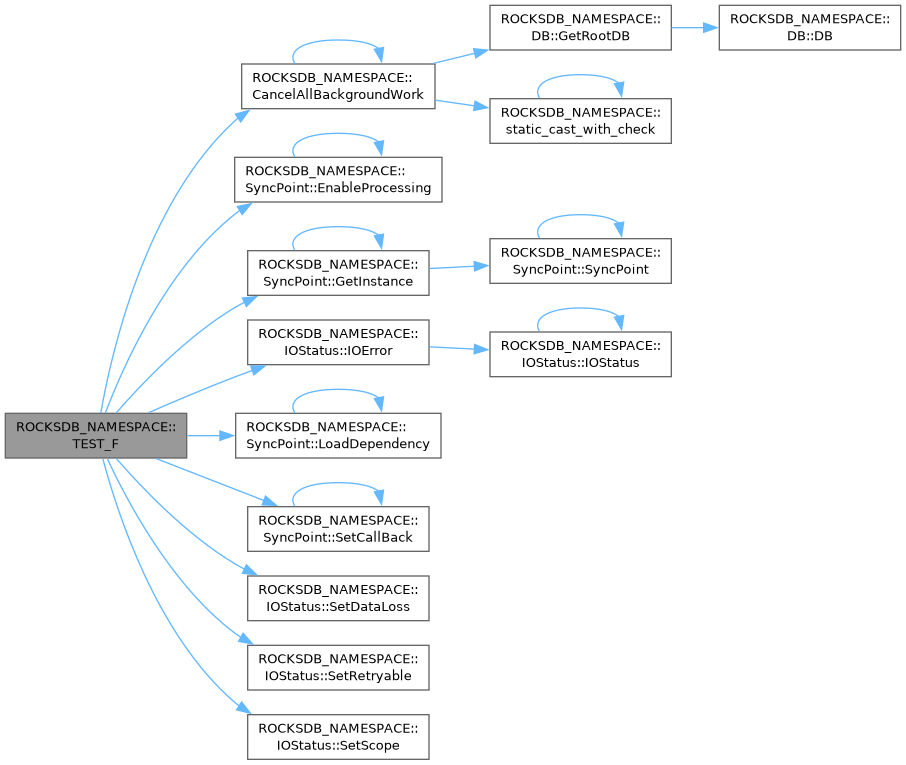 ROCKSDB_NAMESPACE::
DB::GetRootDB
ROCKSDB_NAMESPACE::
DB::DB
ROCKSDB_NAMESPACE::
CancelAllBackgroundWork
ROCKSDB_NAMESPACE::
static_cast_with_check
ROCKSDB_NAMESPACE::
SyncPoint::EnableProcessing
ROCKSDB_NAMESPACE::
SyncPoint::GetInstance
ROCKSDB_NAMESPACE::
SyncPoint::SyncPoint
ROCKSDB_NAMESPACE::
IOStatus::IOError
ROCKSDB_NAMESPACE::
IOStatus::IOStatus
ROCKSDB_NAMESPACE::
TEST_F
ROCKSDB_NAMESPACE::
SyncPoint::LoadDependency
ROCKSDB_NAMESPACE::
SyncPoint::SetCallBack
ROCKSDB_NAMESPACE::
IOStatus::SetDataLoss
ROCKSDB_NAMESPACE::
IOStatus::SetRetryable
ROCKSDB_NAMESPACE::
IOStatus::SetScope